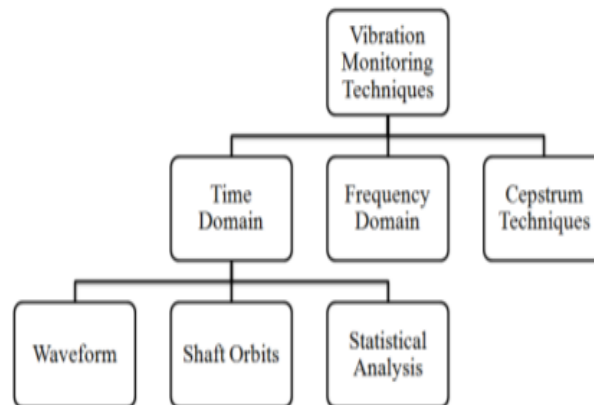 Vibration
Monitoring
Techniques
Time
Domain
Frequency
Domain
Cepstrum
Techniques
Waveform
Shaft Orbits
Statistical
Analysis